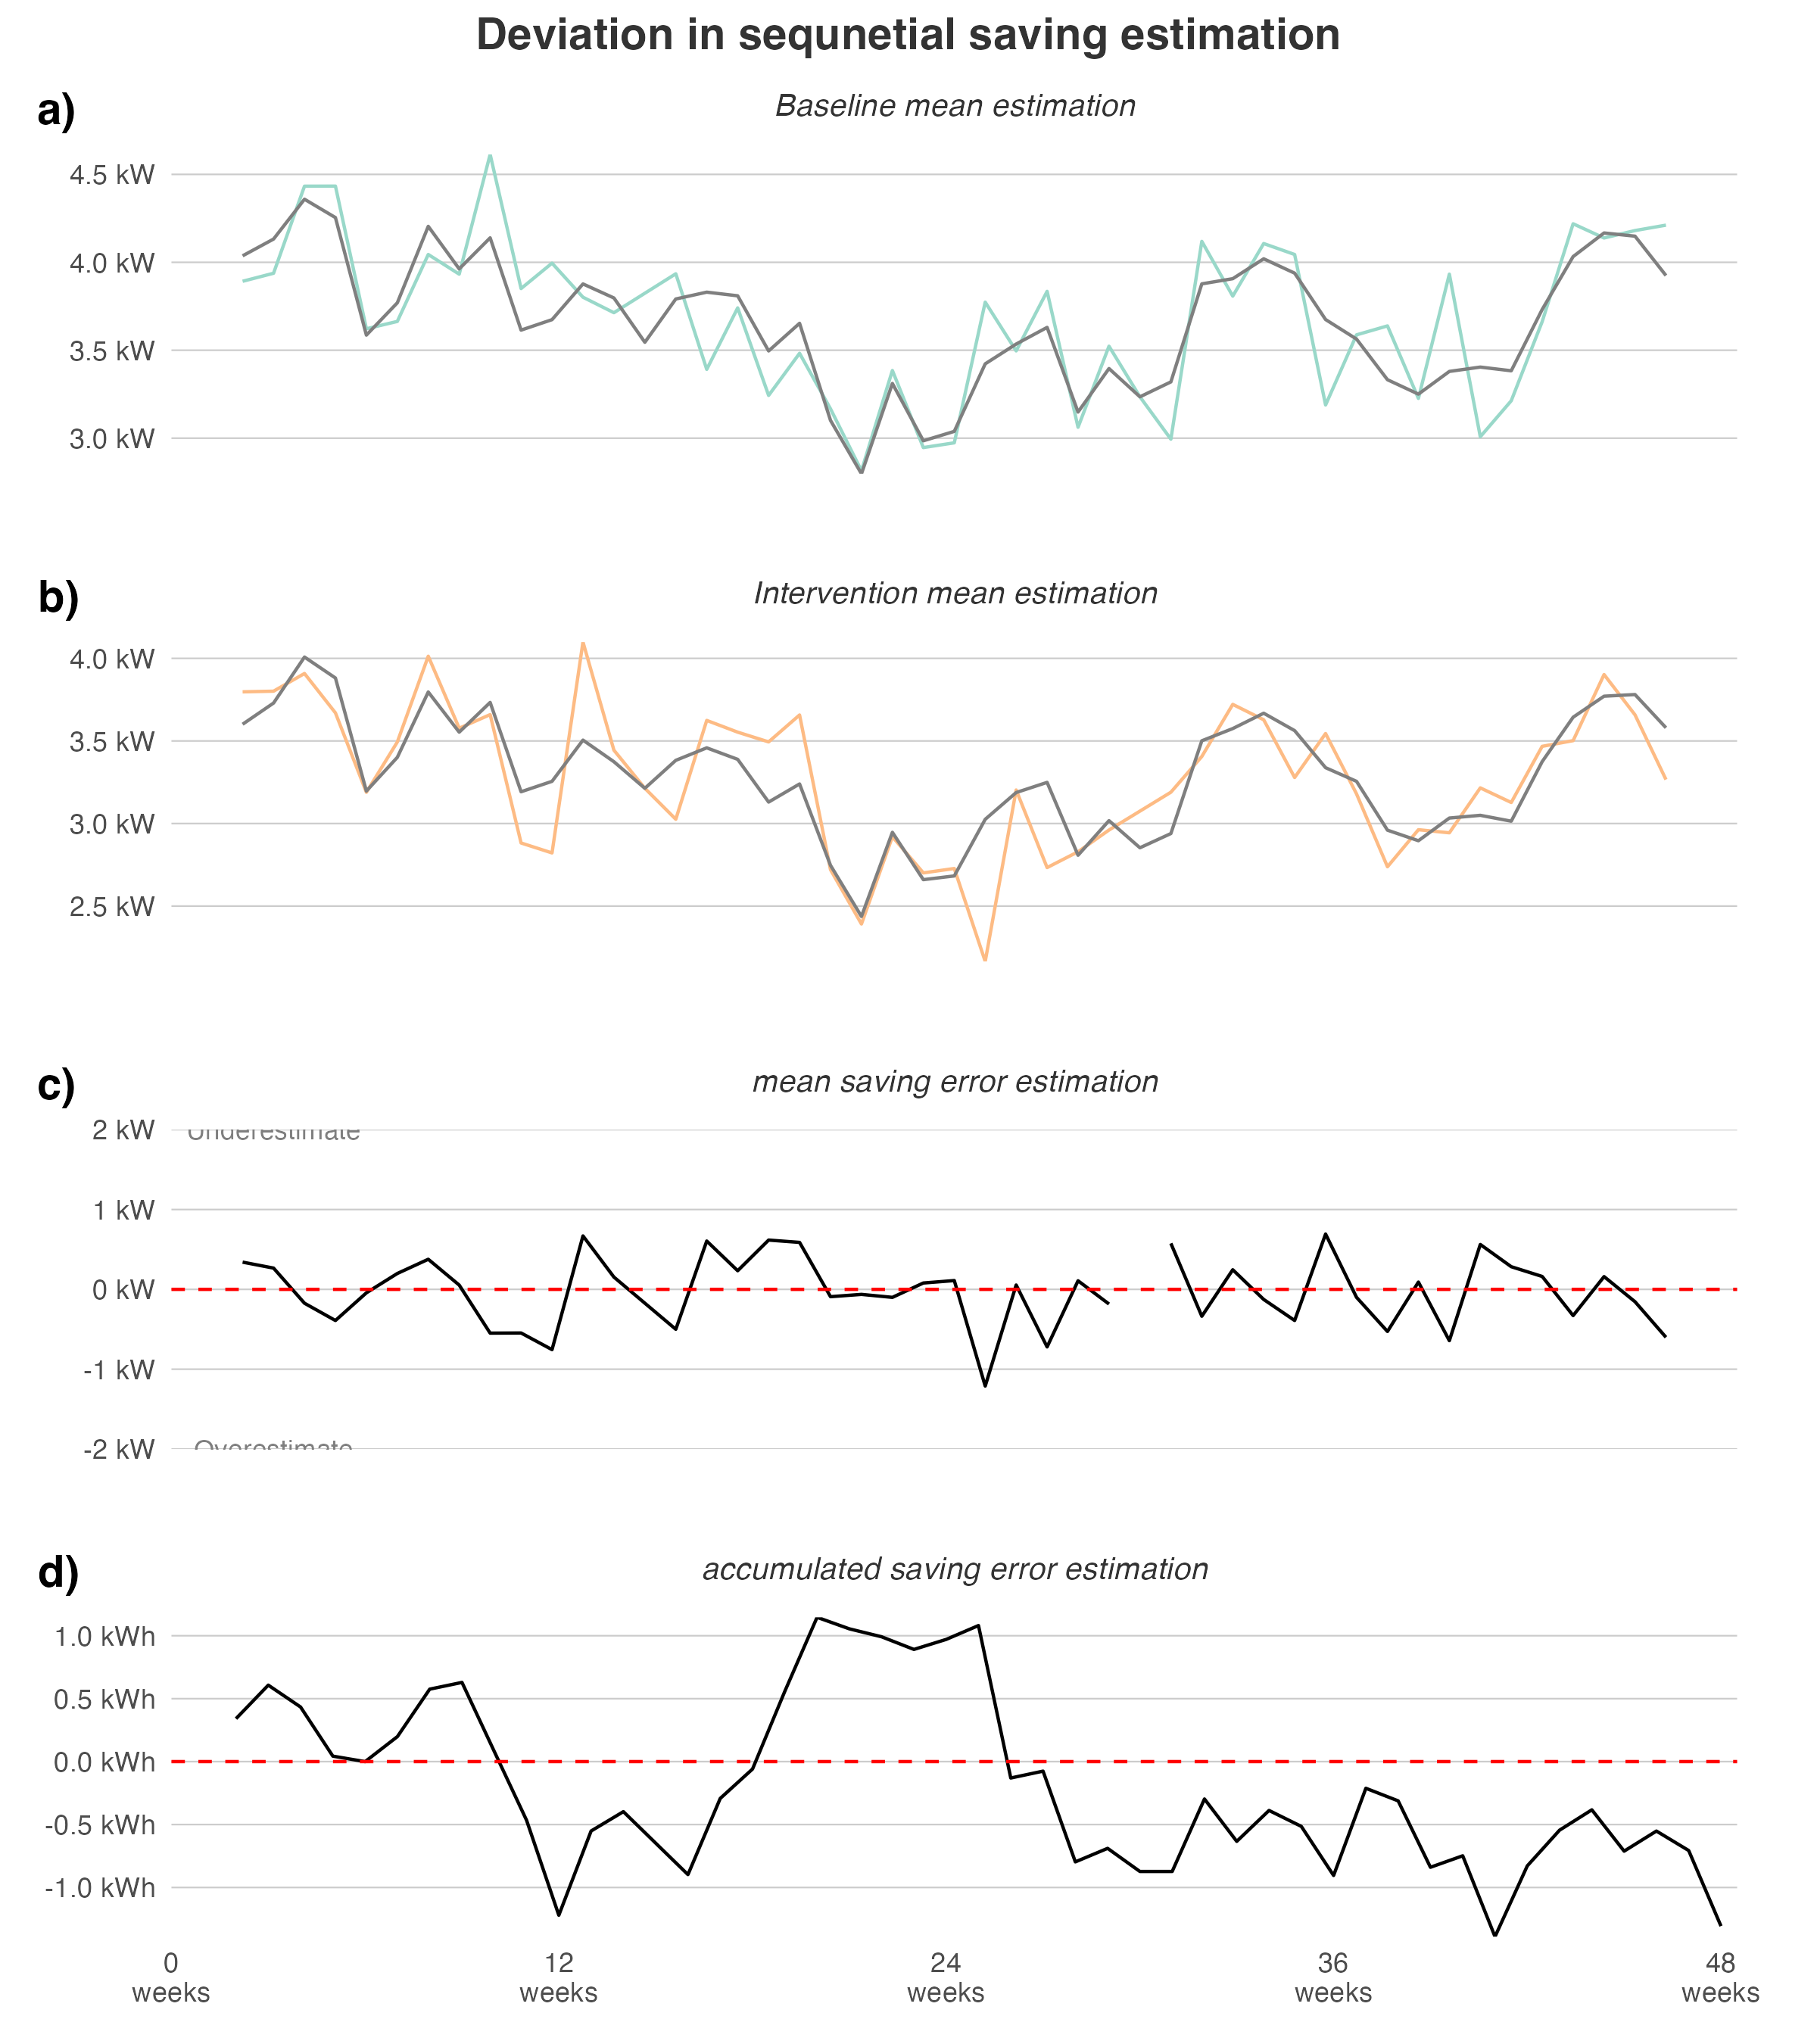 Deviation in sequnetial saving estimation
a)
Baseline mean estimation
4.5 kW
4.0 kW
3.5 kW
3.0 kW
b)
Intervention mean estimation
4.0 kW
3.5 kW
3.0 kW
2.5 kW
c)
mean saving error estimation
2 kW
Underestimate
1 kW
0 kW
-1 kW
-2 kW
Overestimate
d)
accumulated saving error estimation
1.0 kWh
0.5 kWh
0.0 kWh
-0.5 kWh
-1.0 kWh
0 12 24 36 48
weeks weeks weeks weeks weeks